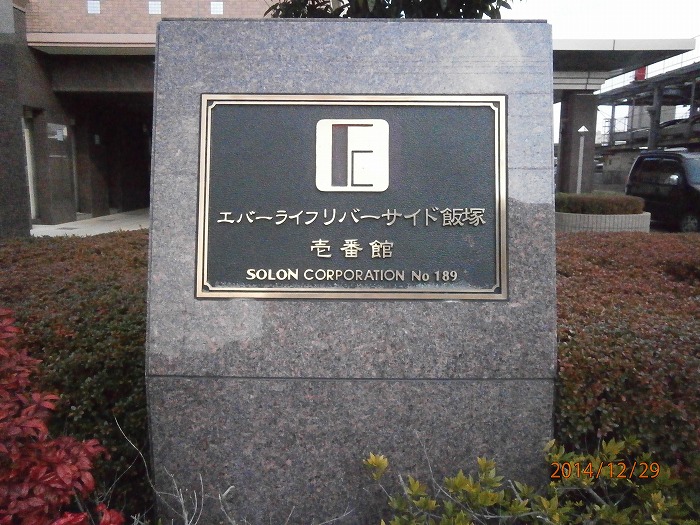 エバーライフリバーサイド飯塚
壱番館
SOLON CORPORATION No 189
2014/12/29